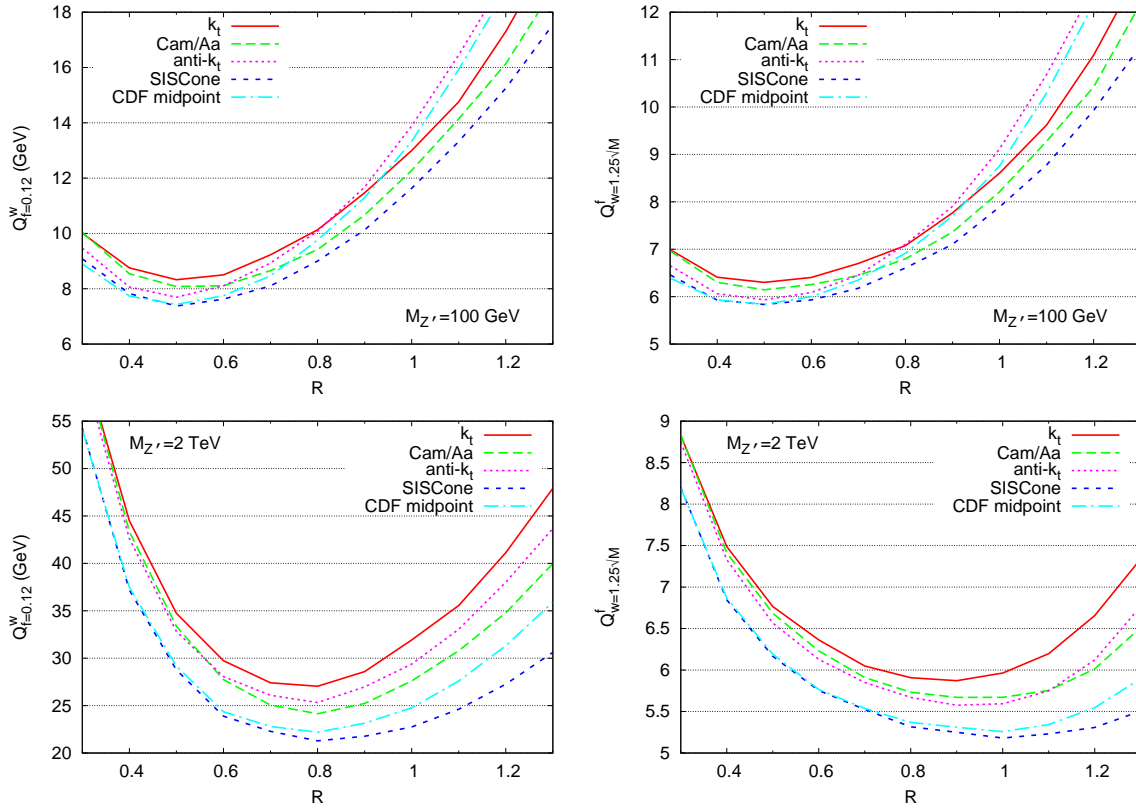 18
16
14
12
10
8
6
0.4 0.6 0.8 1 1.2
R
Q^w_{f=0.12} (GeV)
k_t
Cam/Aa
anti-k_t
SISCone
CDF midpoint
M_Z′=100 GeV
12
11
10
9
8
7
6
5
0.4 0.6 0.8 1 1.2
R
Q^f_{w=1.25√M}
k_t
Cam/Aa
anti-k_t
SISCone
CDF midpoint
M_Z′=100 GeV
55
50
45
40
35
30
25
20
0.4 0.6 0.8 1 1.2
R
Q^w_{f=0.12} (GeV)
M_Z′=2 TeV
k_t
Cam/Aa
anti-k_t
SISCone
CDF midpoint
9
8.5
8
7.5
7
6.5
6
5.5
5
0.4 0.6 0.8 1 1.2
R
Q^f_{w=1.25√M}
M_Z′=2 TeV
k_t
Cam/Aa
anti-k_t
SISCone
CDF midpoint